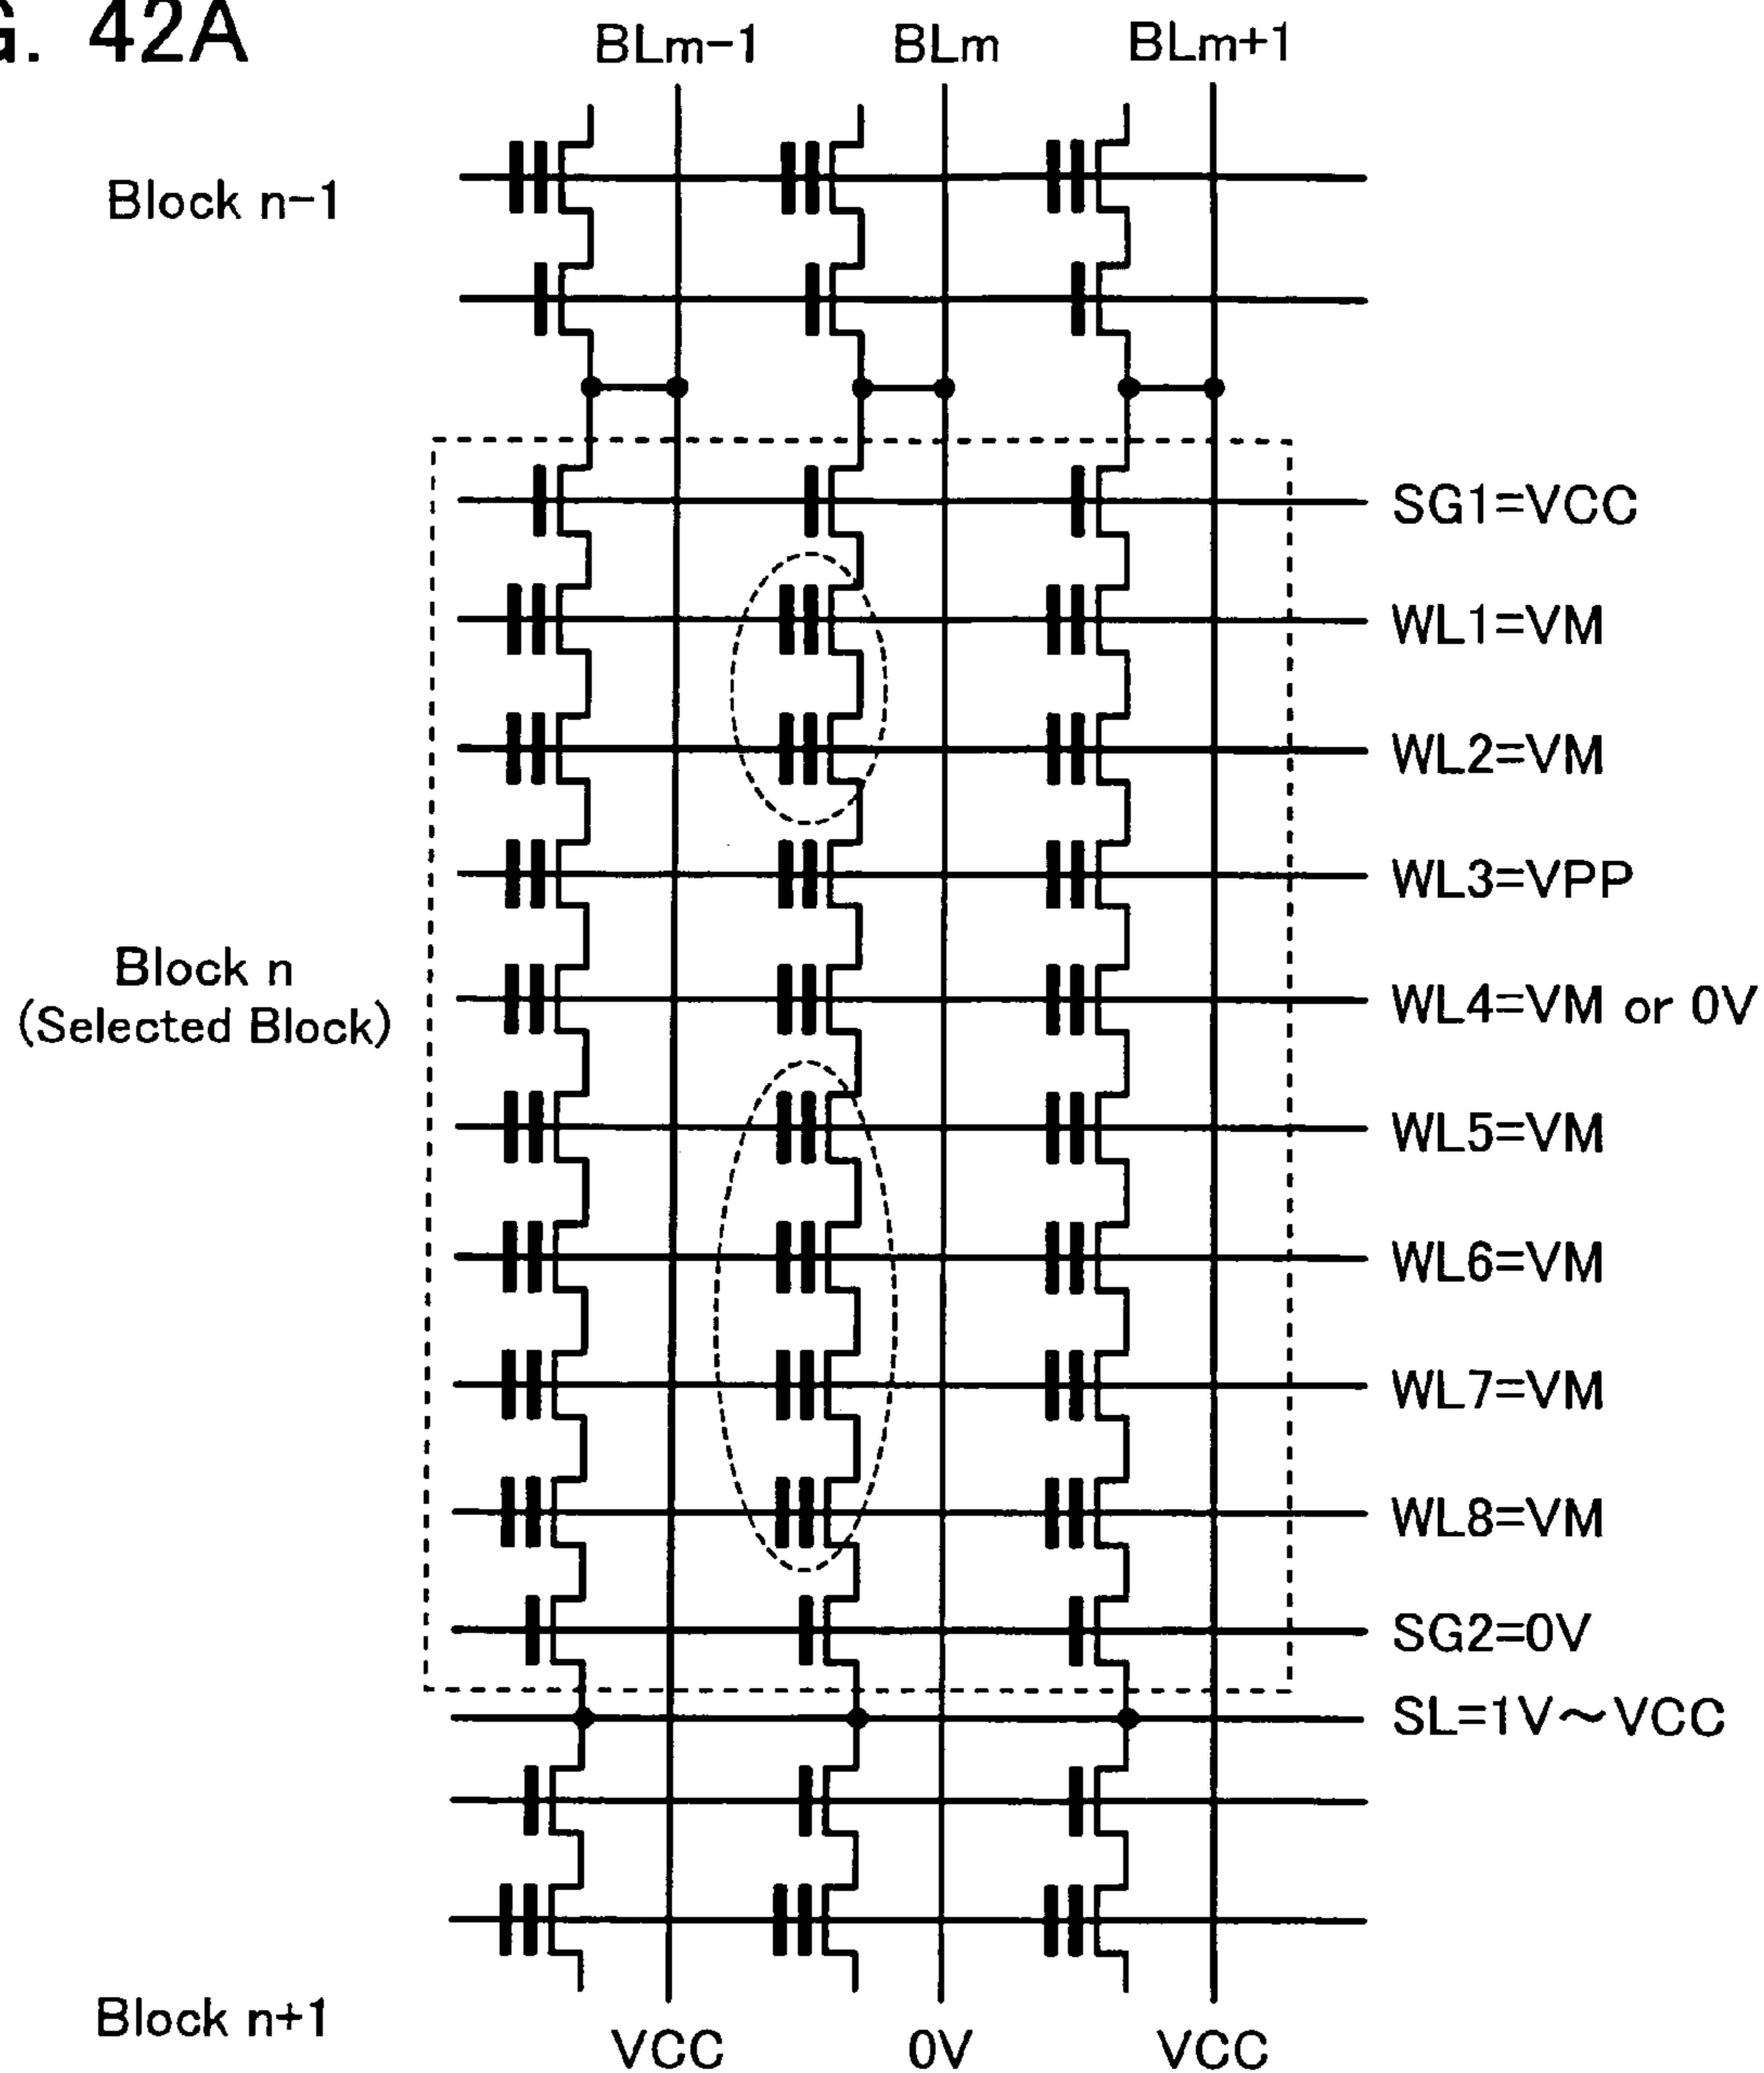 G. 42A
BLm-1 BLm BLm+1
Block n-1
SG1=VCC
WL1=VM
WL2=VM
WL3=VPP
Block n
(Selected Block)
WL4=VM or 0V
WL5=VM
WL6=VM
WL7=VM
WL8=VM
SG2=0V
SL=1V～VCC
Block n+1
VCC 0V VCC